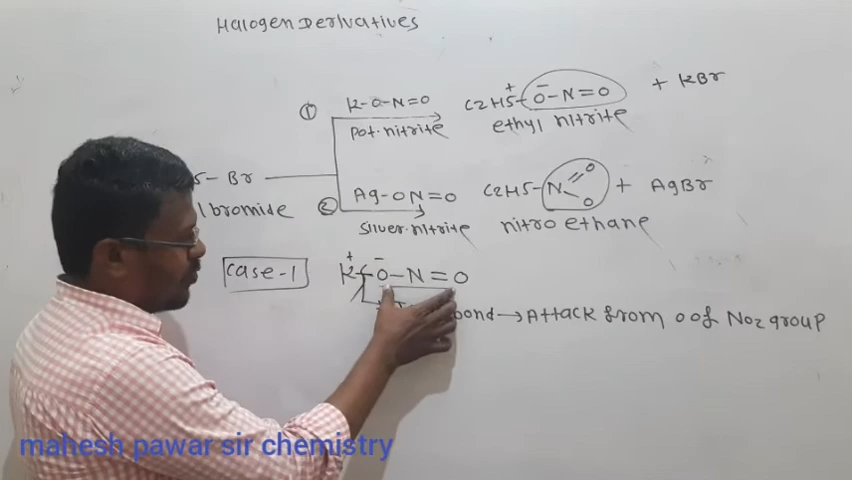 Halogen Derivatives
① K-O-N=O C2H5-O-N=O + KBr
+ -
pot.nitrite ethyl nitrite
5-Br
Ag-ON=O C2H5-N O O + AgBr
l bromide ② silver.nitrite nitro ethane
+ -
case-1 K-O-N=O
bond → Attack from O of NO2 group
mahesh pawar sir chemistry